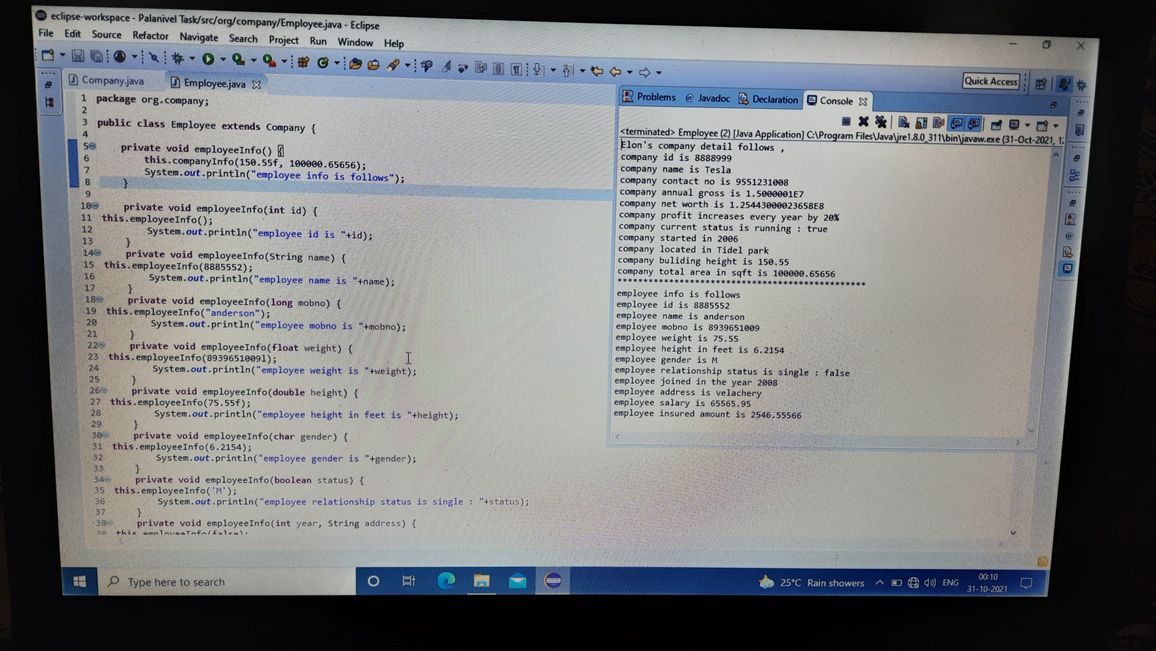 eclipse-workspace - Palanivel Task/src/org/company/Employee.java - Eclipse
File Edit Source Refactor Navigate Search Project Run Window Help
Quick Access
Company.java Employee.java
1 package org.company;
2
3 public class Employee extends Company {
4
5 private void employeeInfo() {
6 this.companyInfo(150.55f, 100000.65656);
7 System.out.println("employee info is follows");
8 }
9
10 private void employeeInfo(int id) {
11 this.employeeInfo();
12 System.out.println("employee id is "+id);
13 }
14 private void employeeInfo(String name) {
15 this.employeeInfo(8885552);
16 System.out.println("employee name is "+name);
17 }
18 private void employeeInfo(long mobno) {
19 this.employeeInfo("anderson");
20 System.out.println("employee mobno is "+mobno);
21 }
22 private void employeeInfo(float weight) {
23 this.employeeInfo(8939651009l);
24 System.out.println("employee weight is "+weight);
25 }
26 private void employeeInfo(double height) {
27 this.employeeInfo(75.55f);
28 System.out.println("employee height in feet is "+height);
29 }
30 private void employeeInfo(char gender) {
31 this.employeeInfo(6.2154);
32 System.out.println("employee gender is "+gender);
33 }
34 private void employeeInfo(boolean status) {
35 this.employeeInfo('M');
36 System.out.println("employee relationship status is single : "+status);
37 }
38 private void employeeInfo(int year, String address) {
39 this.employeeInfo(false);
Problems Javadoc Declaration Console
<terminated> Employee (2) [Java Application] C:\Program Files\Java\jre1.8.0_311\bin\javaw.exe (31-Oct-2021, 1
Elon's company detail follows ,
company id is 8888999
company name is Tesla
company contact no is 9551231008
company annual gross is 1.5000001E7
company net worth is 1.25443000023658E8
company profit increases every year by 20%
company current status is running : true
company started in 2006
company located in Tidel park
company buliding height is 150.55
company total area in sqft is 100000.65656
***********************************************
employee info is follows
employee id is 8885552
employee name is anderson
employee mobno is 8939651009
employee weight is 75.55
employee height in feet is 6.2154
employee gender is M
employee relationship status is single : false
employee joined in the year 2008
employee address is velachery
employee salary is 65565.95
employee insured amount is 2546.55566
Type here to search
25°C Rain showers
ENG
00:10
31-10-2021